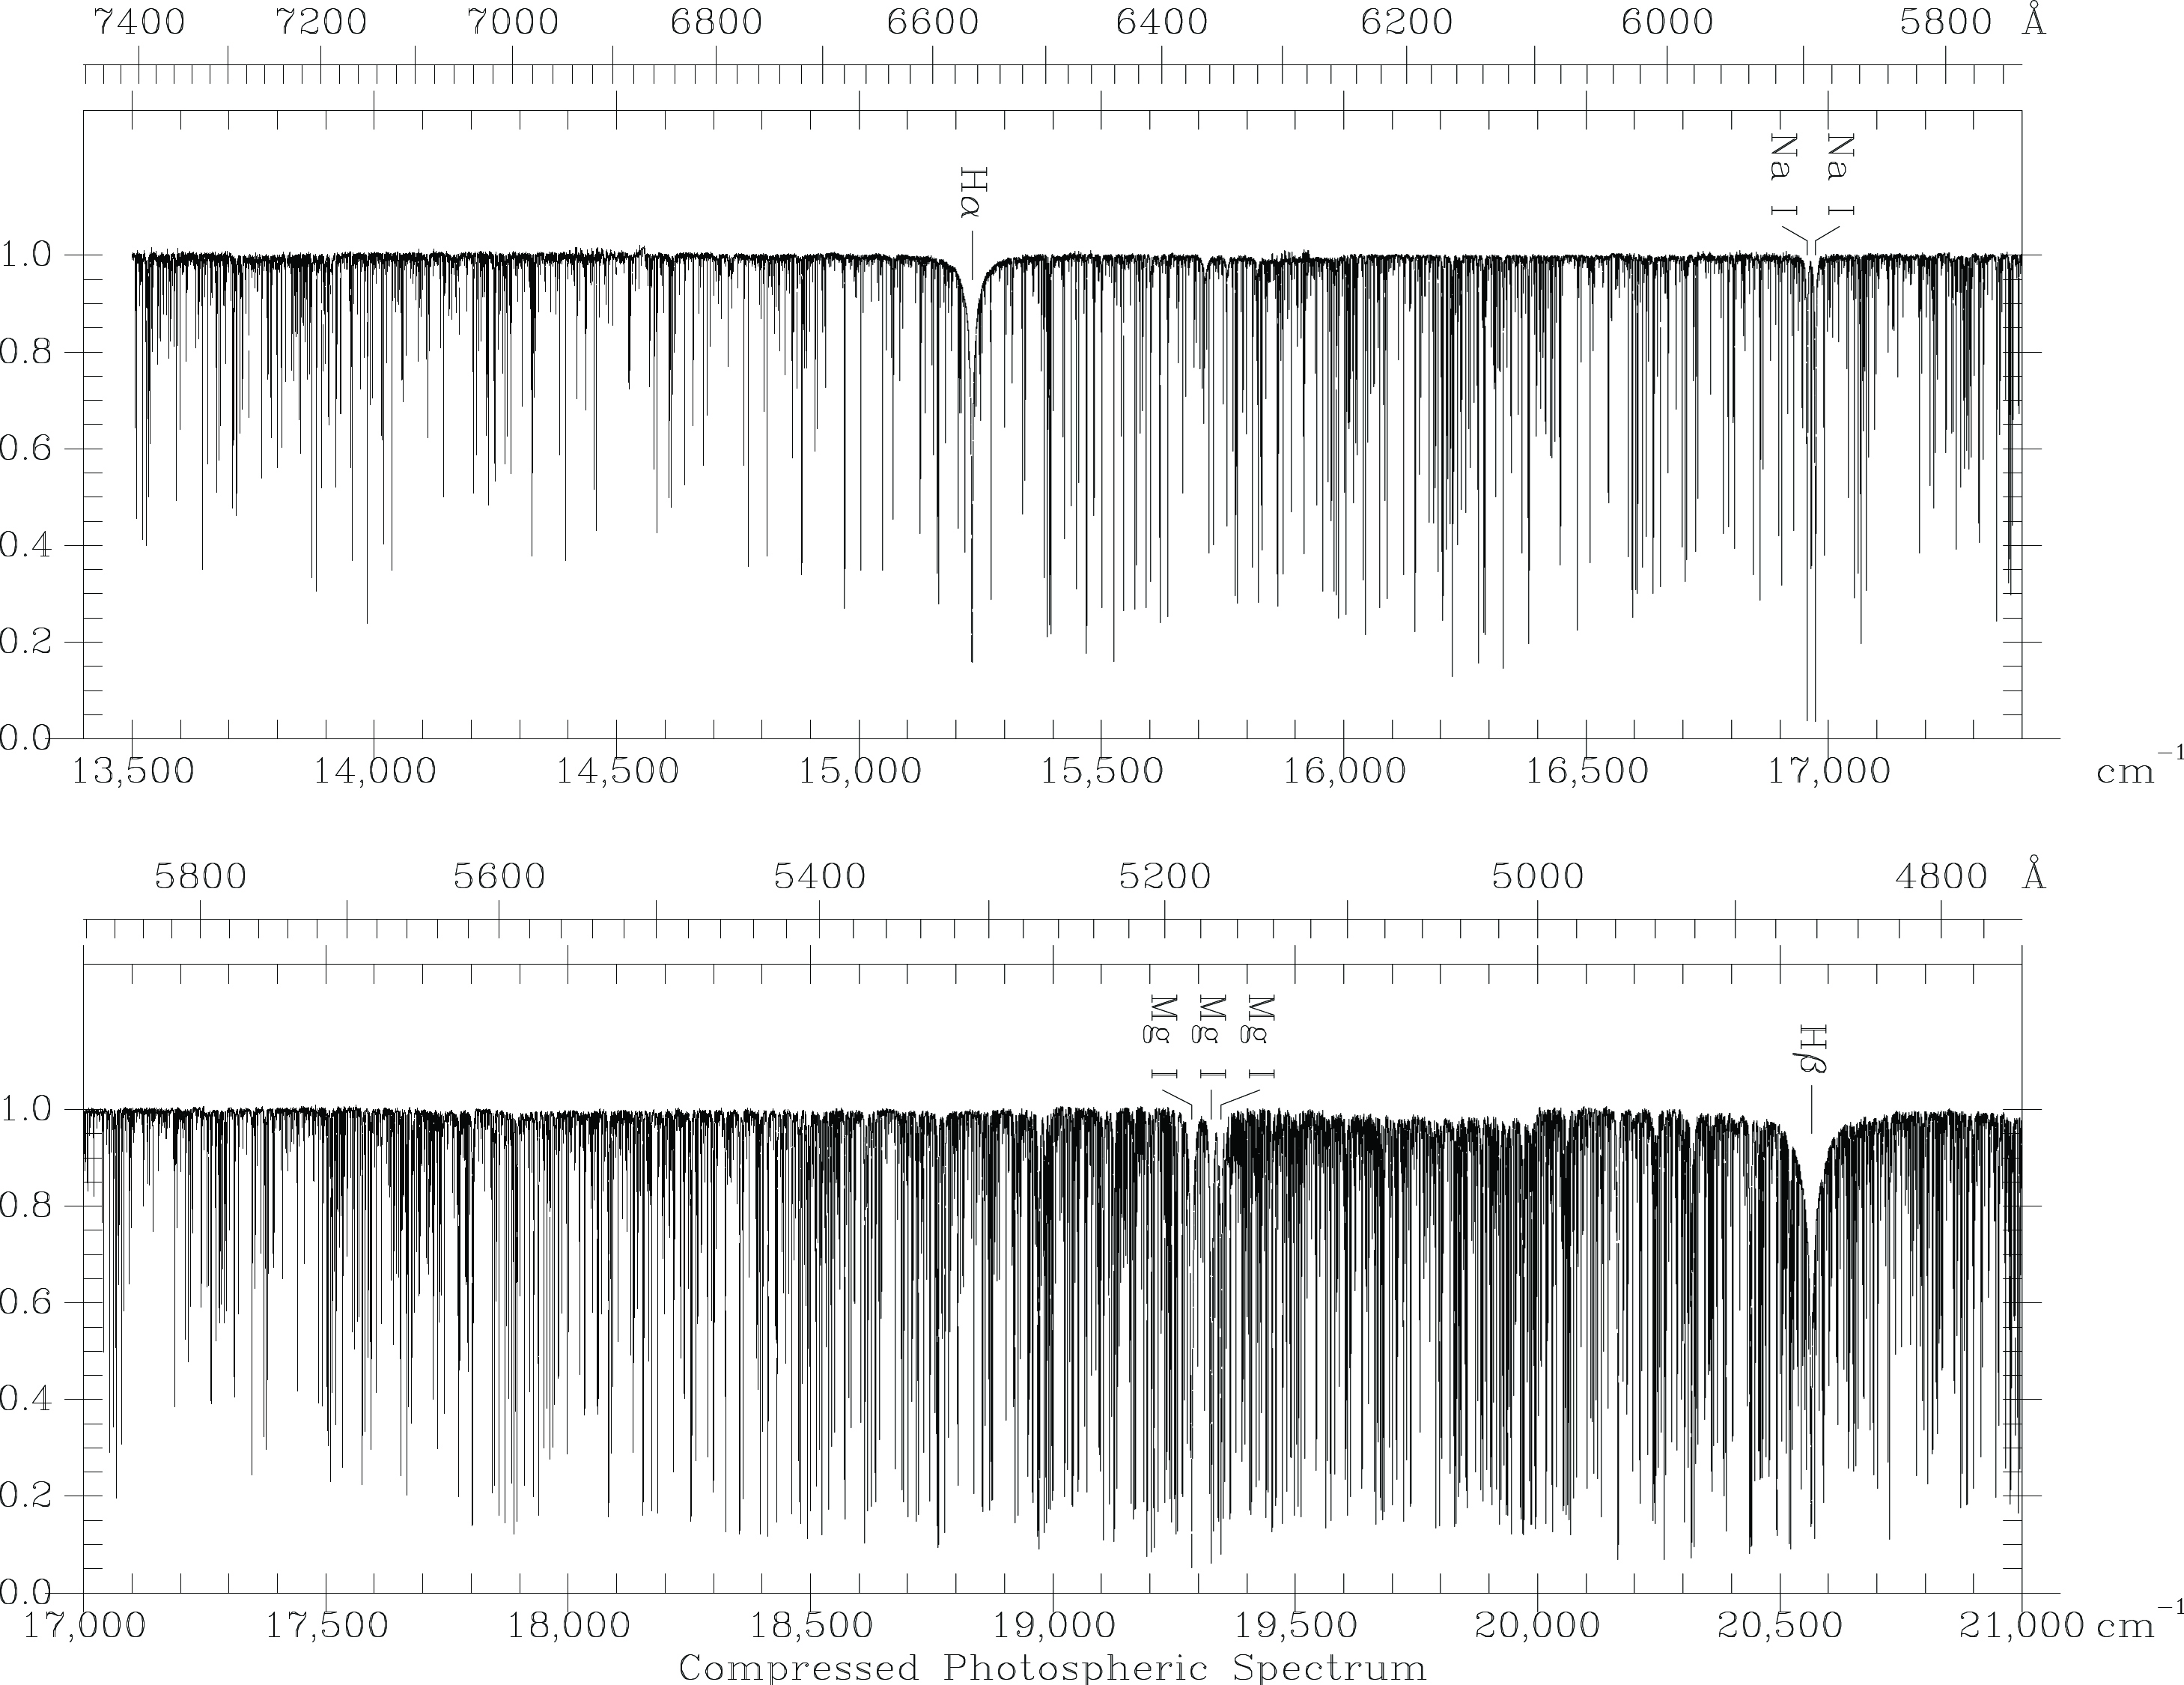 7400 7200 7000 6800 6600 6400 6200 6000 5800 Å
Hα
Na I
Na I
1.0
0.8
0.6
0.4
0.2
0.0
13,500 14,000 14,500 15,000 15,500 16,000 16,500 17,000 cm⁻¹
5800 5600 5400 5200 5000 4800 Å
Mg I
Mg I
Mg I
Hβ
1.0
0.8
0.6
0.4
0.2
0.0
17,000 17,500 18,000 18,500 19,000 19,500 20,000 20,500 21,000 cm⁻¹
Compressed Photospheric Spectrum